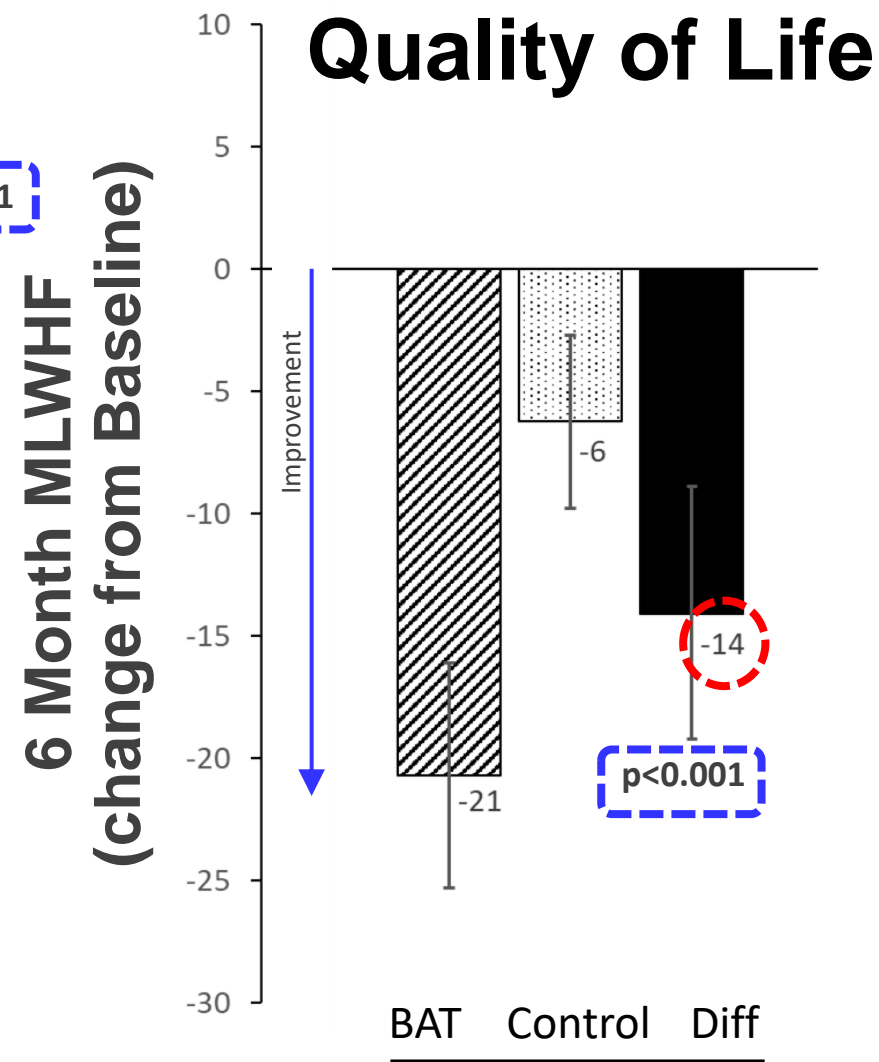 Quality of Life
1
6 Month MLWHF
(change from Baseline)
10
5
0
-5
-10
-15
-20
-25
-30
Improvement
-21
-6
-14
p<0.001
BAT Control Diff